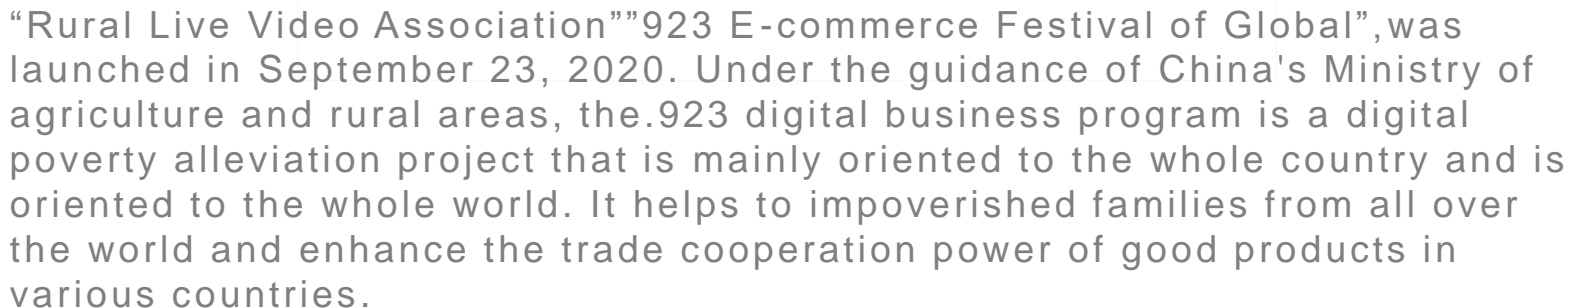 “Rural Live Video Association””923 E-commerce Festival of Global”,was
launched in September 23, 2020. Under the guidance of China's Ministry of
agriculture and rural areas, the.923 digital business program is a digital
poverty alleviation project that is mainly oriented to the whole country and is
oriented to the whole world. It helps to impoverished families from all over
the world and enhance the trade cooperation power of good products in
various countries.